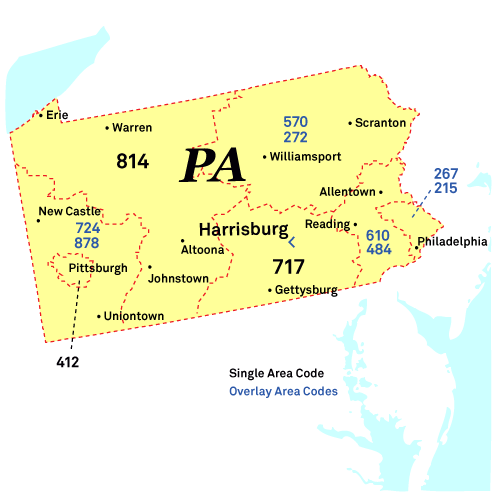 Erie
Warren
570
272
Scranton
814
PA
Williamsport
267
215
Allentown
New Castle
724
878
Harrisburg
Reading
610
484
Philadelphia
Altoona
Pittsburgh
717
Johnstown
Gettysburg
Uniontown
412
Single Area Code
Overlay Area Codes